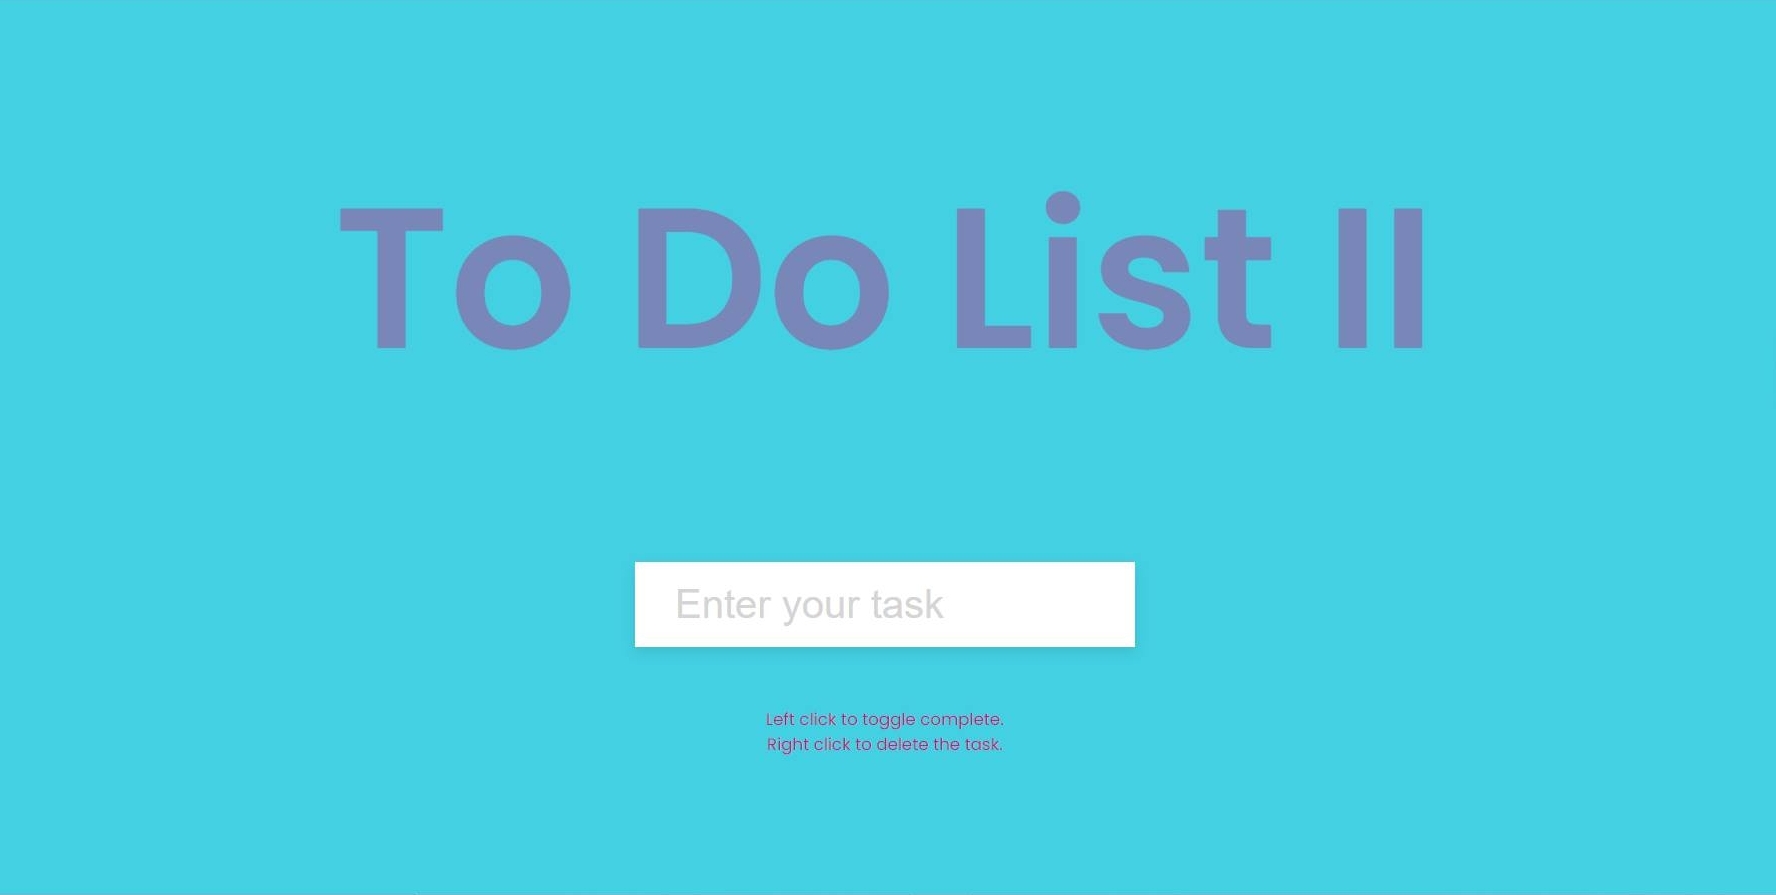 To Do List II
Enter your task
Left click to toggle complete.
Right click to delete the task.